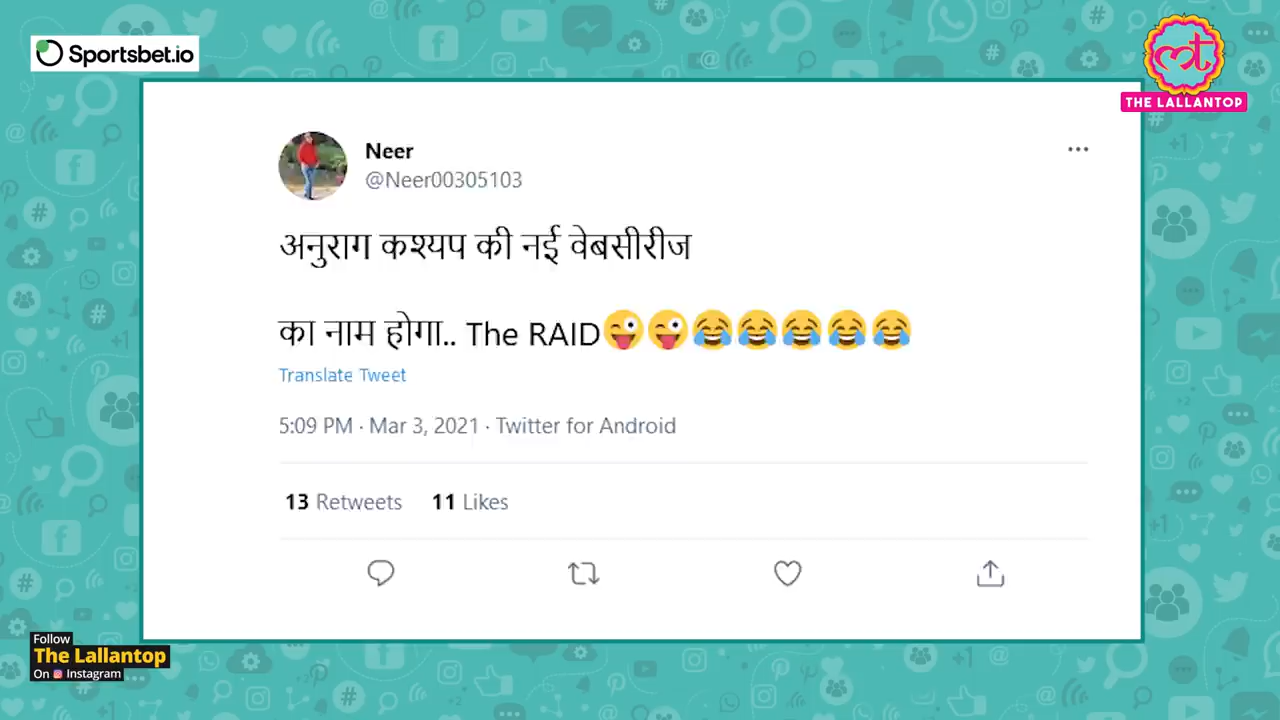 Sportsbet.io
मत
THE LALLANTOP
Neer
@Neer00305103
अनुराग कश्यप की नई वेबसीरीज
का नाम होगा.. The RAID😜😜😂😂😂😂😂
Translate Tweet
5:09 PM · Mar 3, 2021 · Twitter for Android
13 Retweets 11 Likes
Follow
The Lallantop
On Instagram